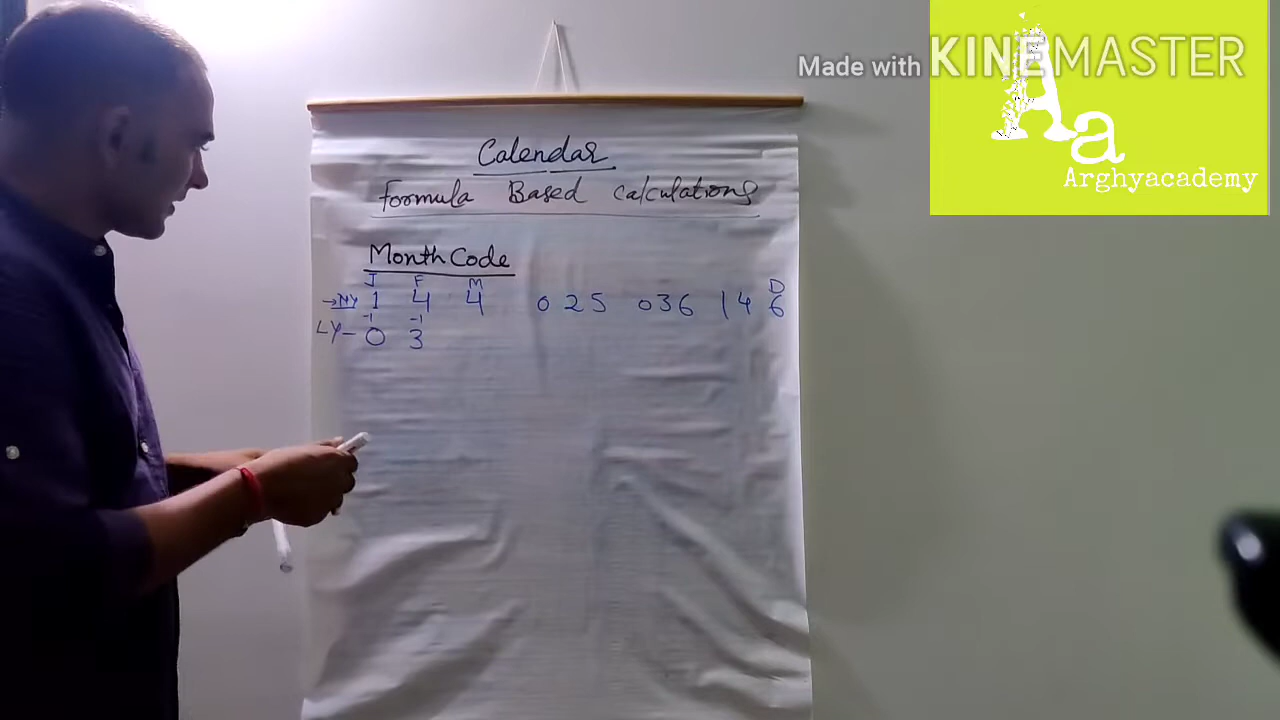 Made with KINEMASTER
Aa
Arghyacademy
Calendar
Formula Based calculations
Month Code
J F M D
→NY 1 4 4 0 2 5 0 3 6 1 4 6
-1 -1
LY- 0 3